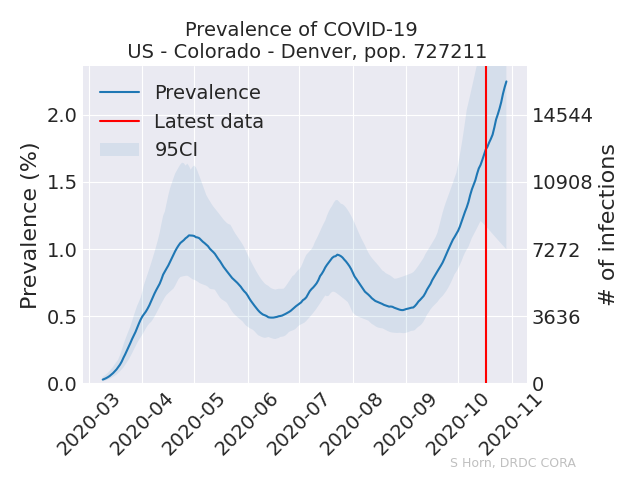 Prevalence of COVID-19
US - Colorado - Denver, pop. 727211
Prevalence
Latest data
95CI
Prevalence (%)
2.0
1.5
1.0
0.5
0.0
14544
10908
7272
3636
0
# of infections
2020-03
2020-04
2020-05
2020-06
2020-07
2020-08
2020-09
2020-10
2020-11
S Horn, DRDC CORA